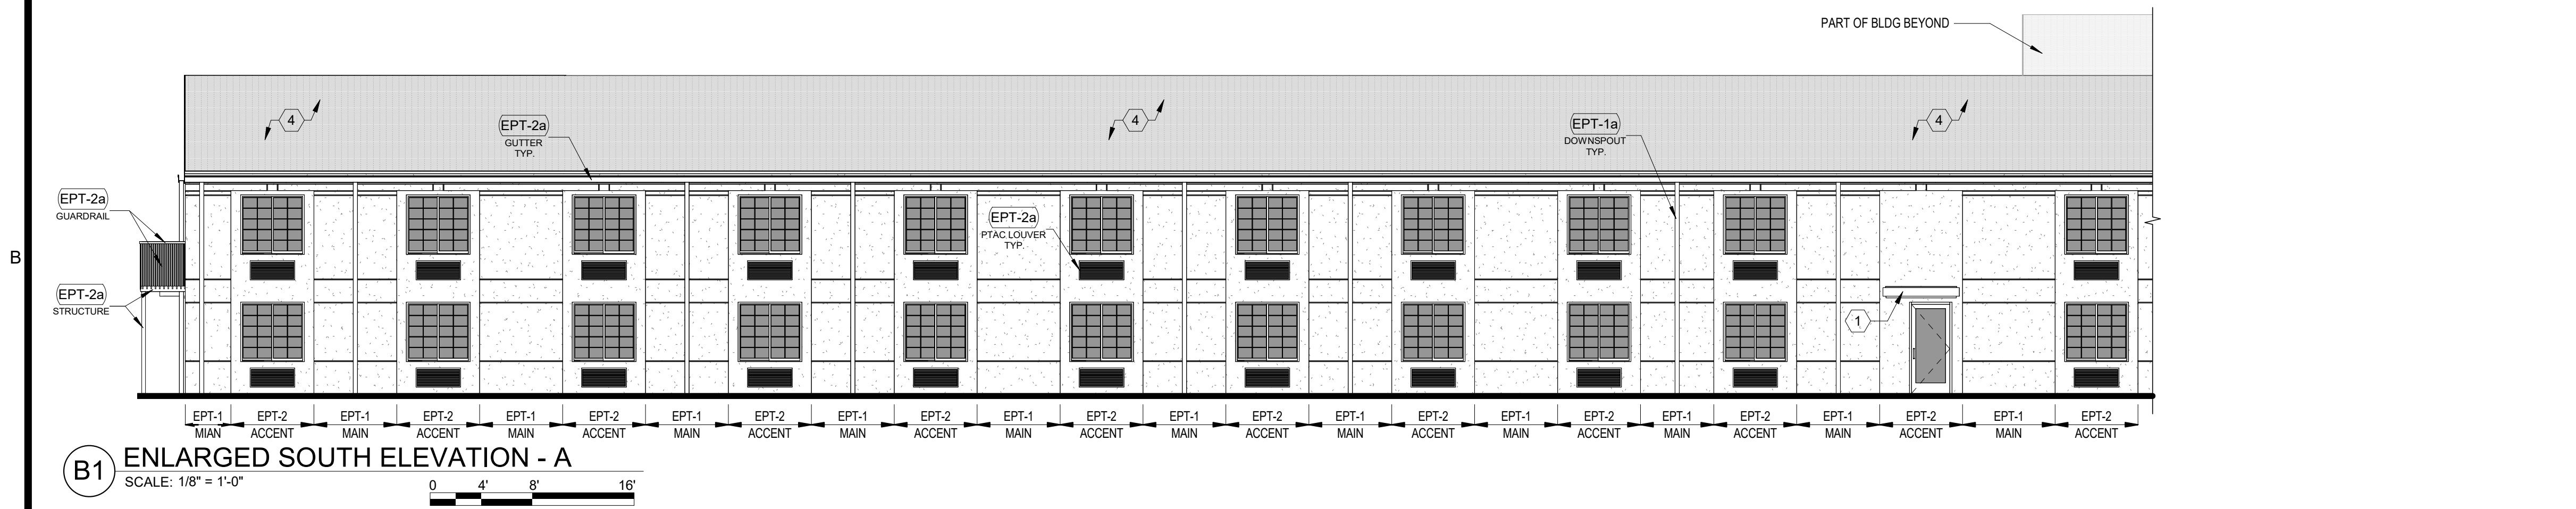 PART OF BLDG BEYOND
4
4
4
EPT-2a
GUTTER
TYP.
EPT-1a
DOWNSPOUT
TYP.
EPT-2a
GUARDRAIL
EPT-2a
PTAC LOUVER
TYP.
B
EPT-2a
STRUCTURE
1
EPT-1 EPT-2 EPT-1 EPT-2 EPT-1 EPT-2 EPT-1 EPT-2 EPT-1 EPT-2 EPT-1 EPT-2 EPT-1 EPT-2 EPT-1 EPT-2 EPT-1 EPT-2 EPT-1 EPT-2 EPT-1 EPT-2 EPT-1 EPT-2
MIAN ACCENT MAIN ACCENT MAIN ACCENT MAIN ACCENT MAIN ACCENT MAIN ACCENT MAIN ACCENT MAIN ACCENT MAIN ACCENT MAIN ACCENT MAIN ACCENT MAIN ACCENT
B1 ENLARGED SOUTH ELEVATION - A
SCALE: 1/8" = 1'-0"
0 4' 8' 16'